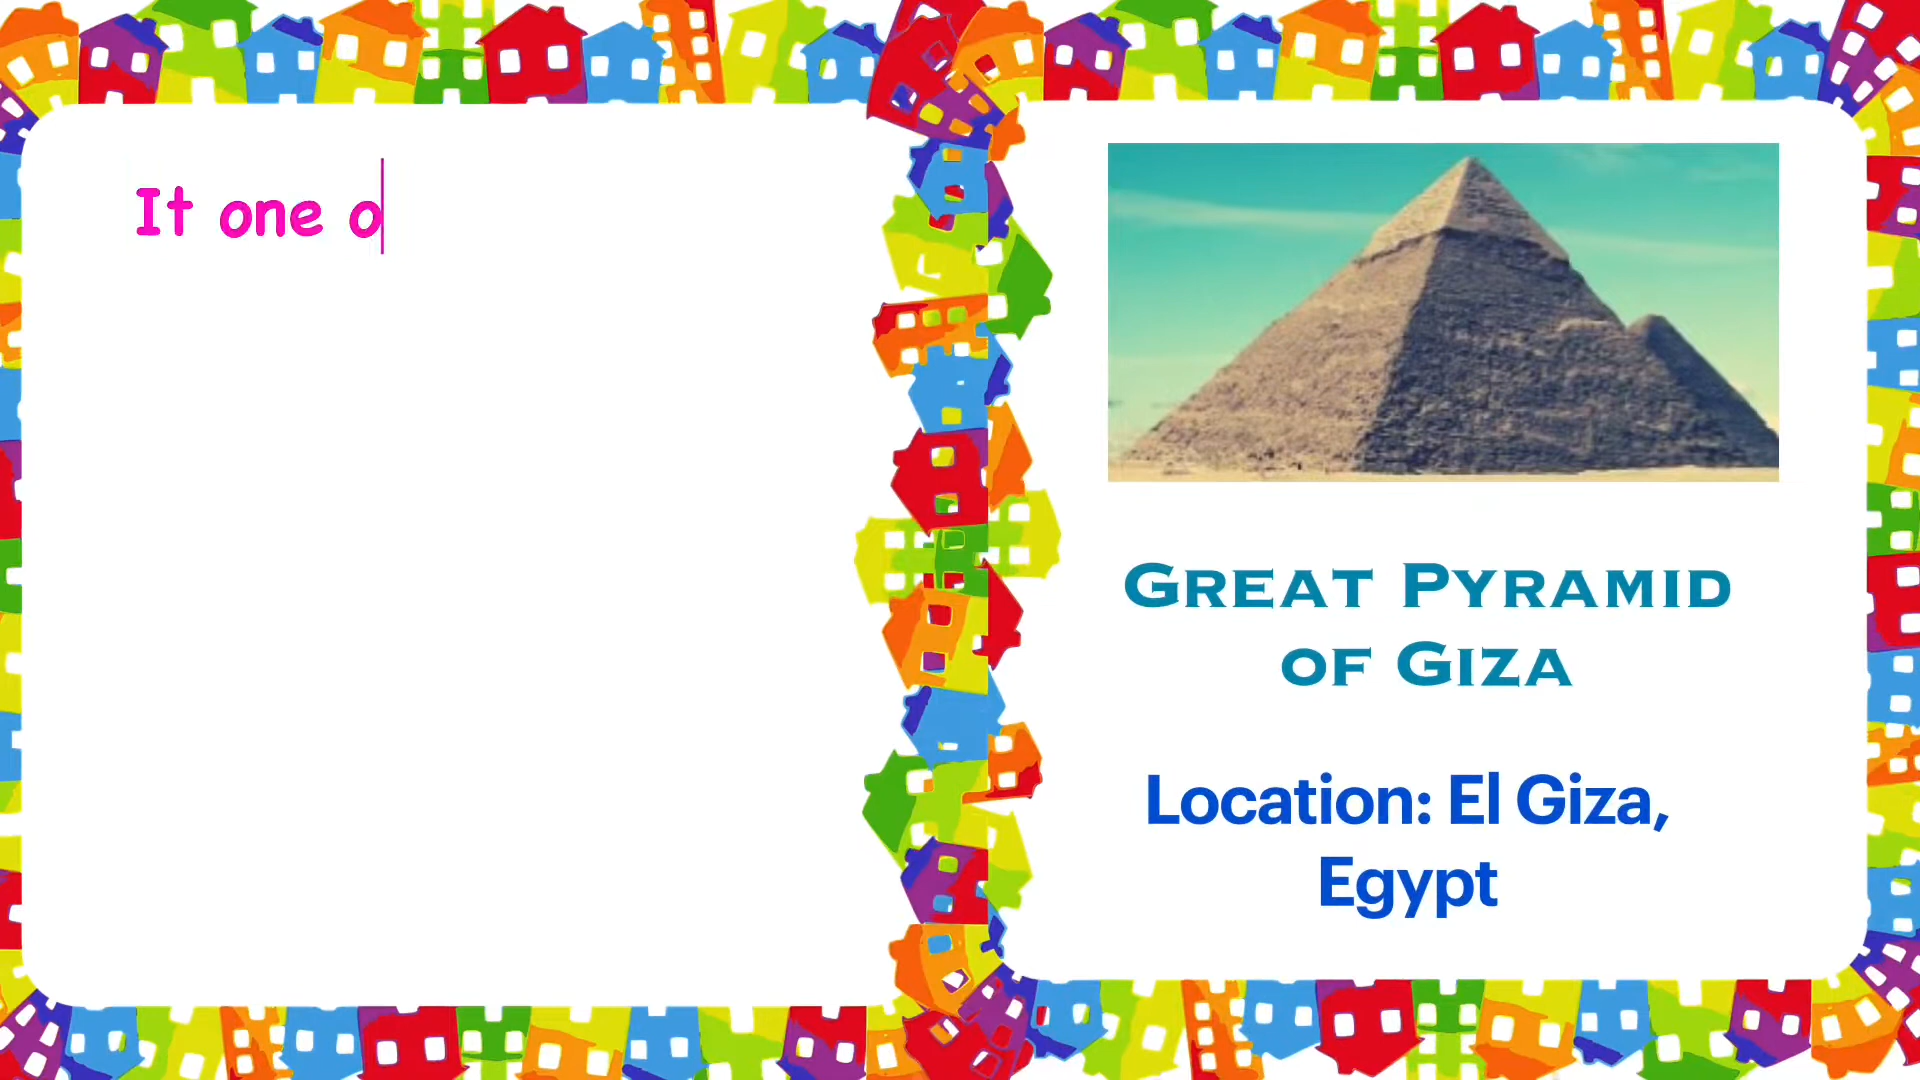 It one o
Great Pyramid
of Giza
Location: El Giza,
Egypt